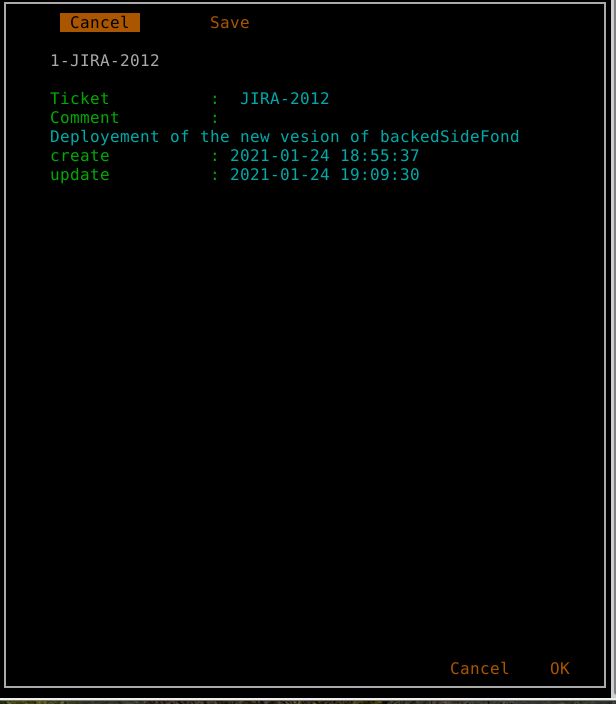 Cancel Save
1-JIRA-2012
Ticket : JIRA-2012
Comment :
Deployement of the new vesion of backedSideFond
create : 2021-01-24 18:55:37
update : 2021-01-24 19:09:30
Cancel OK